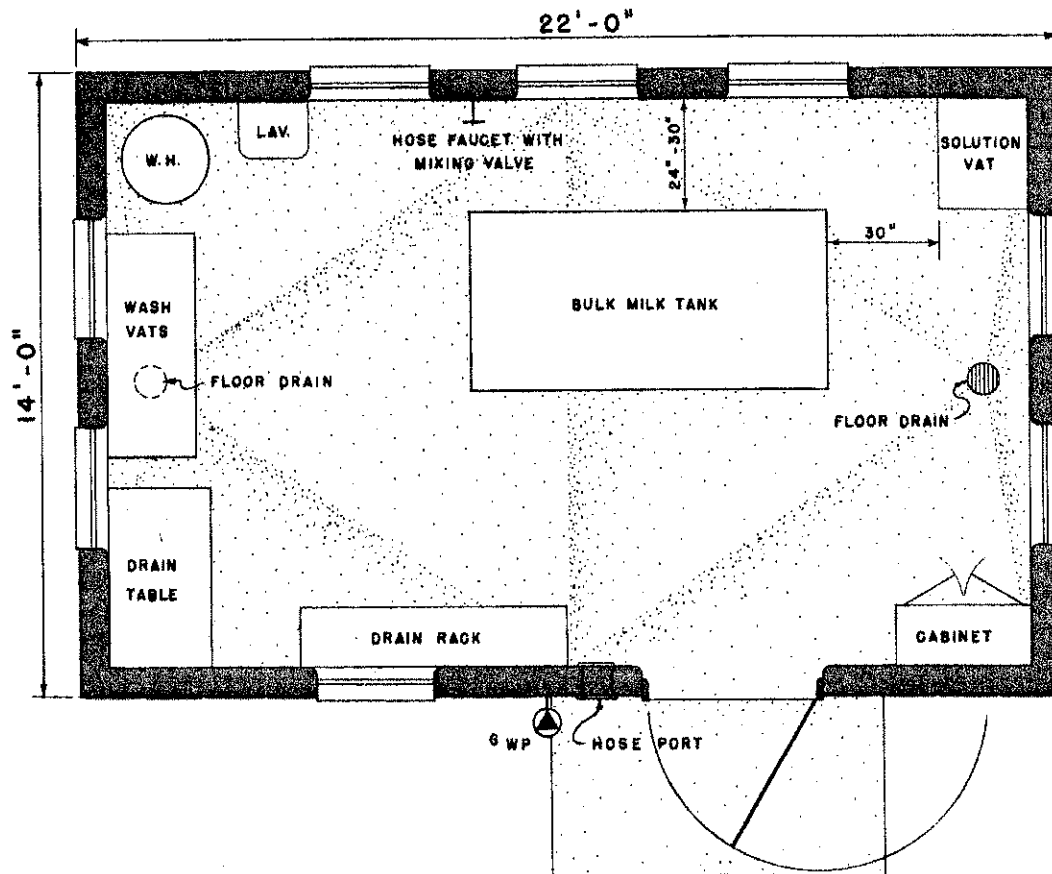 22'-0"
LAV.
W.H.
HOSE FAUCET WITH
MIXING VALVE
24"-30"
SOLUTION
VAT
30"
WASH
VATS
BULK MILK TANK
14'-0"
FLOOR DRAIN
FLOOR DRAIN
DRAIN
TABLE
DRAIN RACK
CABINET
6 WP
HOSE PORT